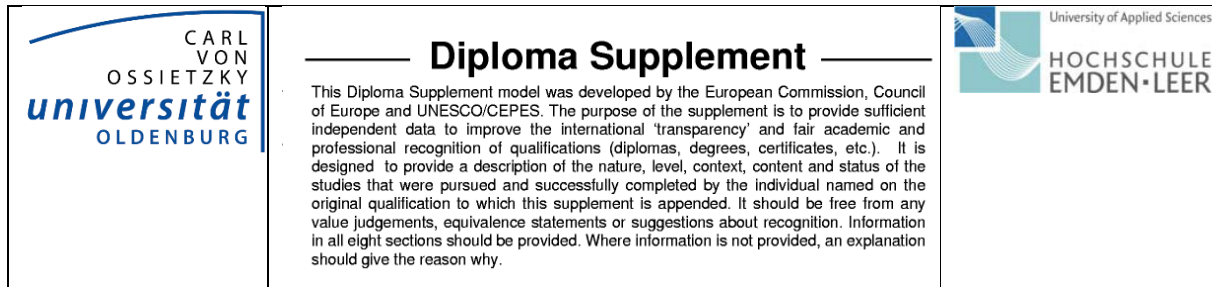 CARL
VON
OSSIETZKY
universität
OLDENBURG
Diploma Supplement
This Diploma Supplement model was developed by the European Commission, Council
of Europe and UNESCO/CEPES. The purpose of the supplement is to provide sufficient
independent data to improve the international ‘transparency’ and fair academic and
professional recognition of qualifications (diplomas, degrees, certificates, etc.). It is
designed to provide a description of the nature, level, context, content and status of the
studies that were pursued and successfully completed by the individual named on the
original qualification to which this supplement is appended. It should be free from any
value judgements, equivalence statements or suggestions about recognition. Information
in all eight sections should be provided. Where information is not provided, an explanation
should give the reason why.
University of Applied Sciences
HOCHSCHULE
EMDEN·LEER